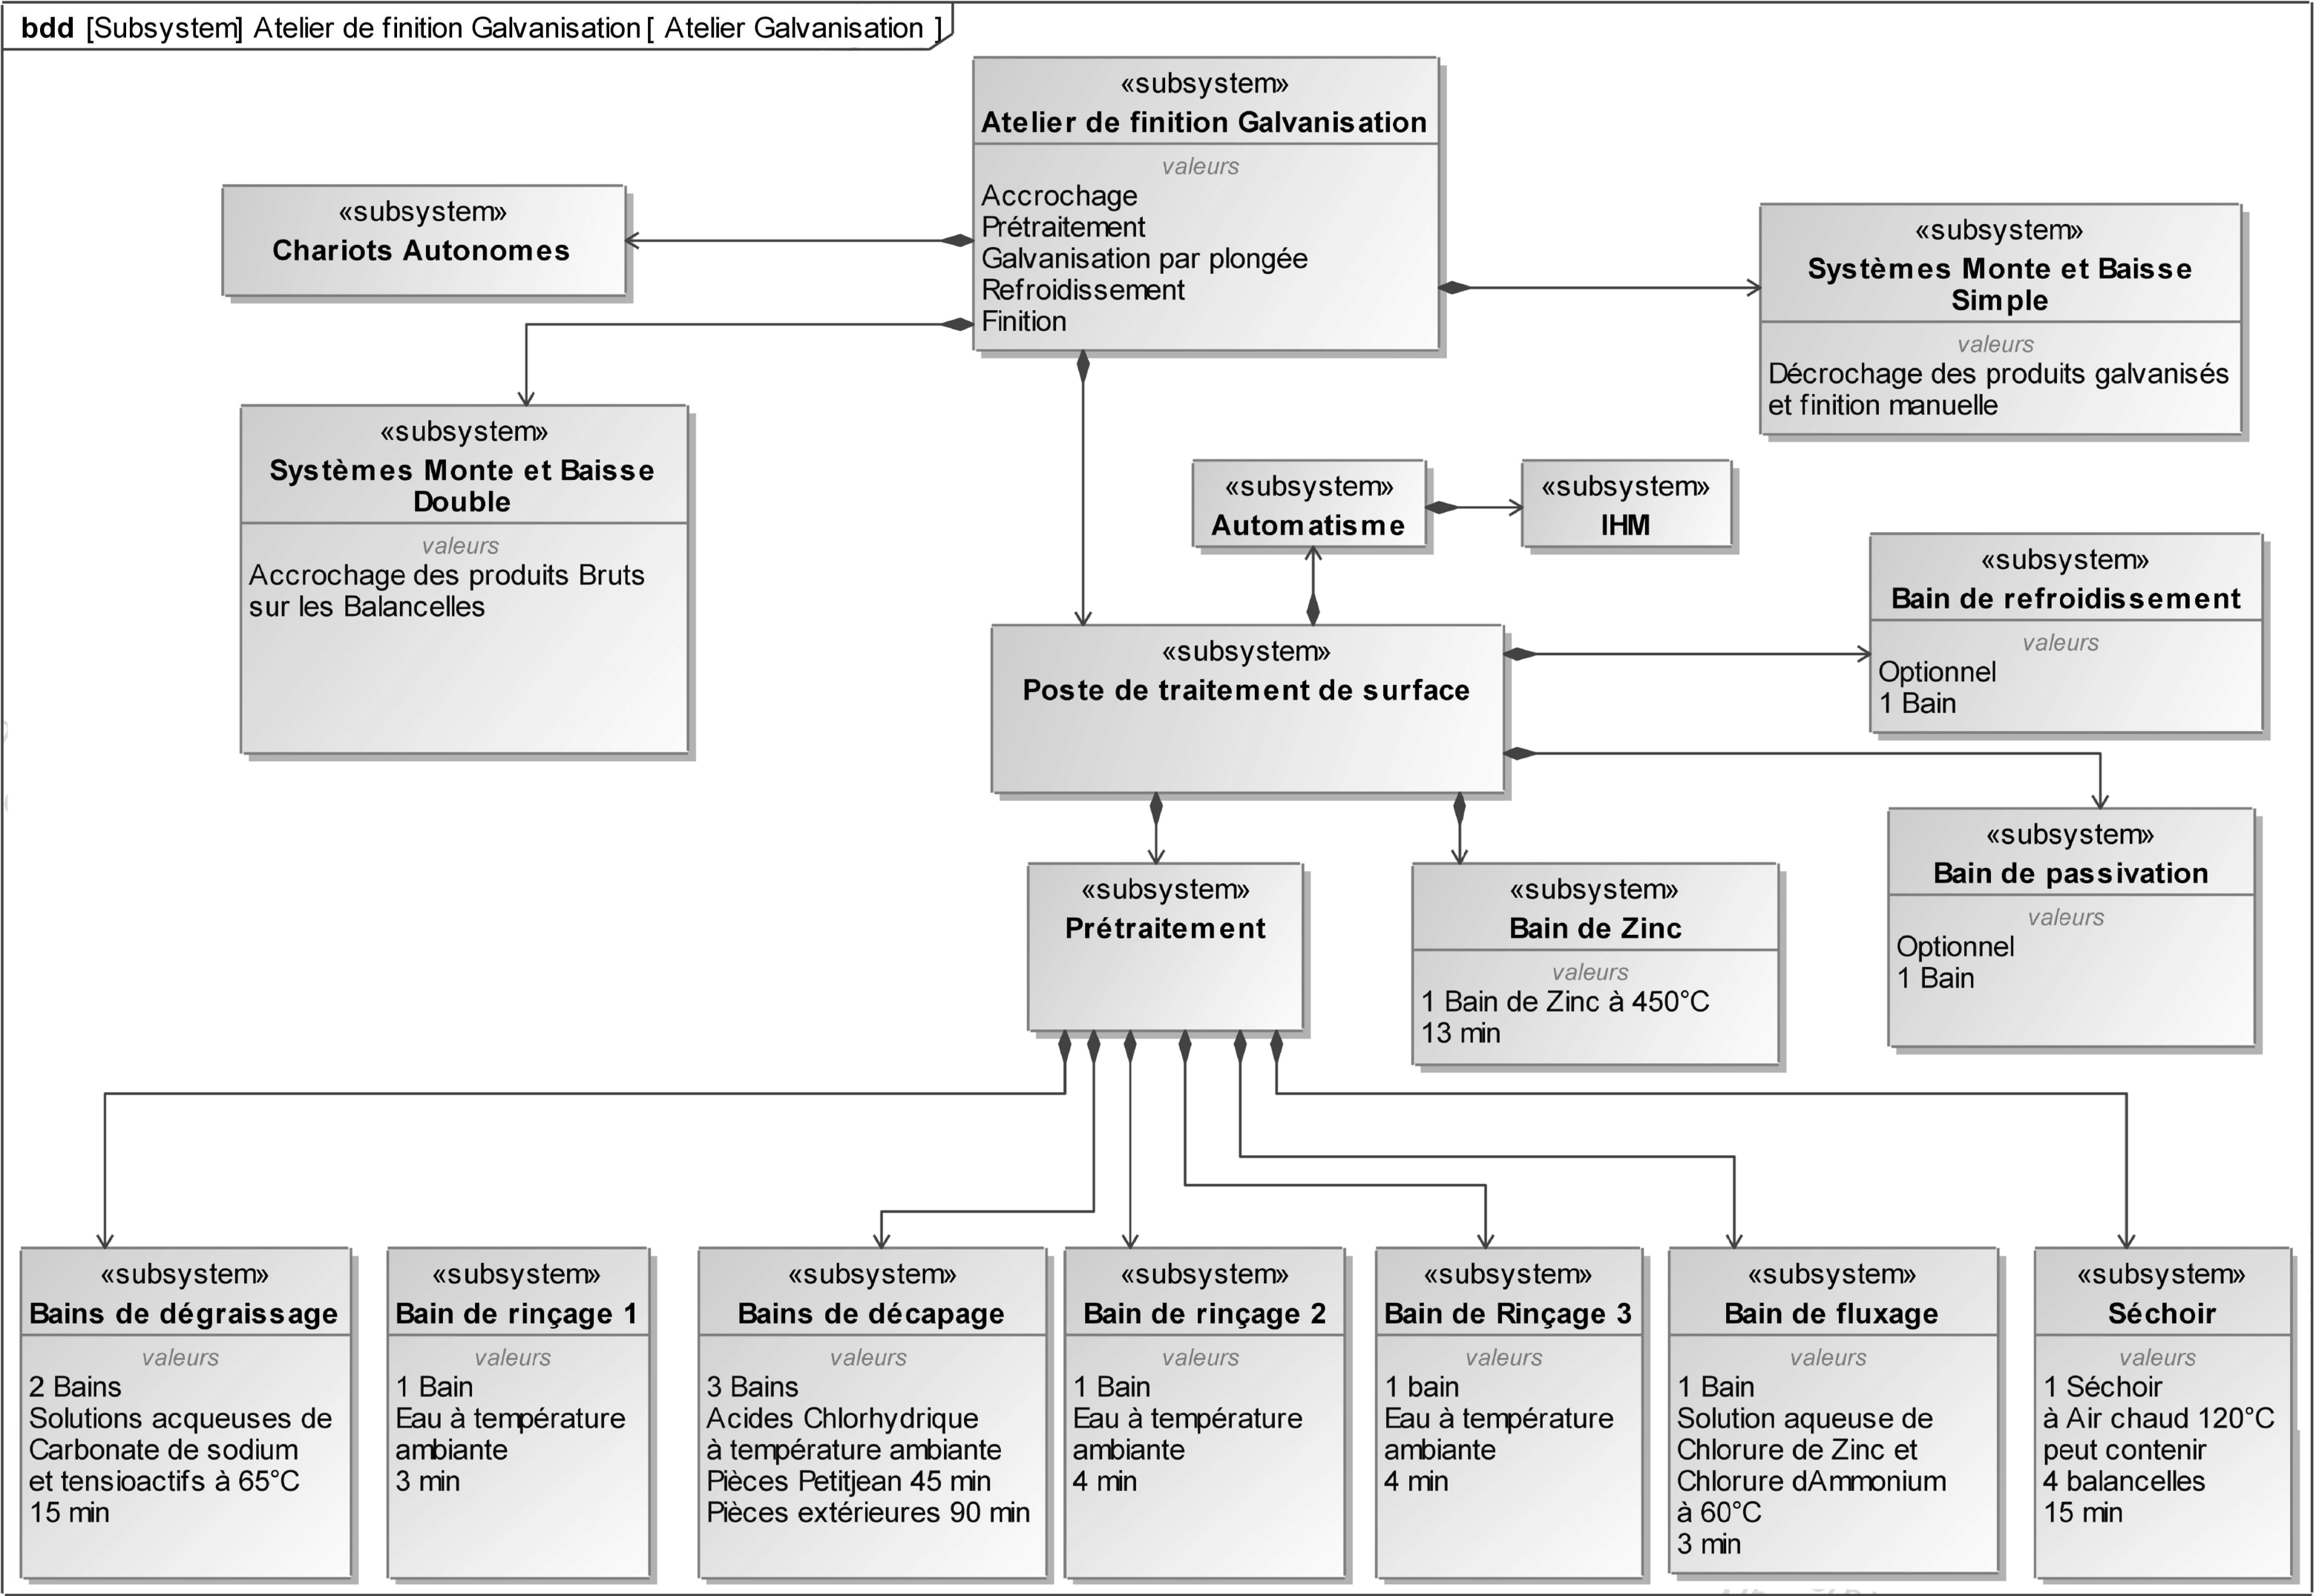 bdd [Subsystem] Atelier de finition Galvanisation [ Atelier Galvanisation ]
«subsystem»
Atelier de finition Galvanisation
valeurs
Accrochage
Prétraitement
Galvanisation par plongée
Refroidissement
Finition
«subsystem»
Chariots Autonomes
«subsystem»
Systèmes Monte et Baisse
Simple
valeurs
Décrochage des produits galvanisés
et finition manuelle
«subsystem»
Systèmes Monte et Baisse
Double
valeurs
Accrochage des produits Bruts
sur les Balancelles
«subsystem»
Automatisme
«subsystem»
IHM
«subsystem»
Bain de refroidissement
valeurs
Optionnel
1 Bain
«subsystem»
Poste de traitement de surface
«subsystem»
Bain de passivation
valeurs
Optionnel
1 Bain
«subsystem»
Prétraitement
«subsystem»
Bain de Zinc
valeurs
1 Bain de Zinc à 450°C
13 min
«subsystem»
Bains de dégraissage
valeurs
2 Bains
Solutions acqueuses de
Carbonate de sodium
et tensioactifs à 65°C
15 min
«subsystem»
Bain de rinçage 1
valeurs
1 Bain
Eau à température
ambiante
3 min
«subsystem»
Bains de décapage
valeurs
3 Bains
Acides Chlorhydrique
à température ambiante
Pièces Petitjean 45 min
Pièces extérieures 90 min
«subsystem»
Bain de rinçage 2
valeurs
1 Bain
Eau à température
ambiante
4 min
«subsystem»
Bain de Rinçage 3
valeurs
1 bain
Eau à température
ambiante
4 min
«subsystem»
Bain de fluxage
valeurs
1 Bain
Solution aqueuse de
Chlorure de Zinc et
Chlorure dAmmonium
à 60°C
3 min
«subsystem»
Séchoir
valeurs
1 Séchoir
à Air chaud 120°C
peut contenir
4 balancelles
15 min